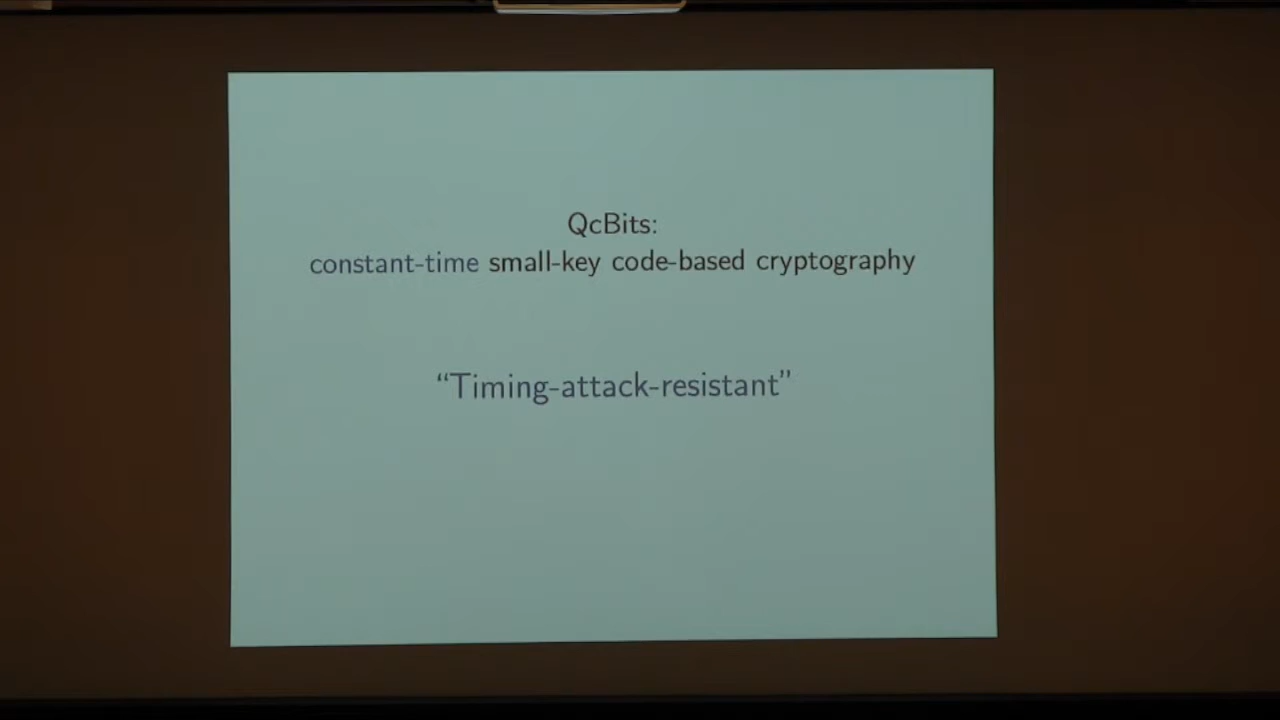 QcBits:
constant-time small-key code-based cryptography
“Timing-attack-resistant”